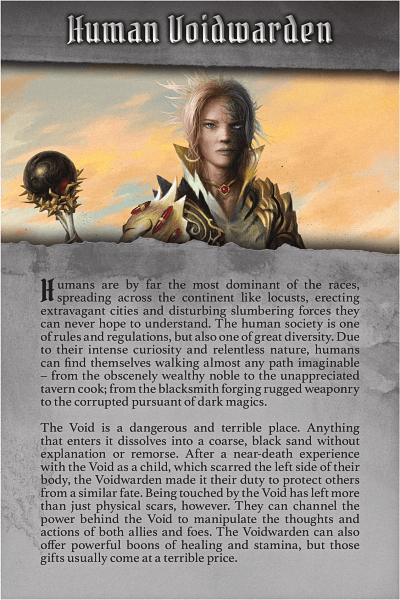 Human Voidwarden
Humans are by far the most dominant of the races,
spreading across the continent like locusts, erecting
extravagant cities and disturbing slumbering forces they
can never hope to understand. The human society is one
of rules and regulations, but also one of great diversity. Due
to their intense curiosity and relentless nature, humans
can find themselves walking almost any path imaginable
– from the obscenely wealthy noble to the unappreciated
tavern cook; from the blacksmith forging rugged weaponry
to the corrupted pursuant of dark magics.
The Void is a dangerous and terrible place. Anything
that enters it dissolves into a coarse, black sand without
explanation or remorse. After a near-death experience
with the Void as a child, which scarred the left side of their
body, the Voidwarden made it their duty to protect others
from a similar fate. Being touched by the Void has left more
than just physical scars, however. They can channel the
power behind the Void to manipulate the thoughts and
actions of both allies and foes. The Voidwarden can also
offer powerful boons of healing and stamina, but those
gifts usually come at a terrible price.